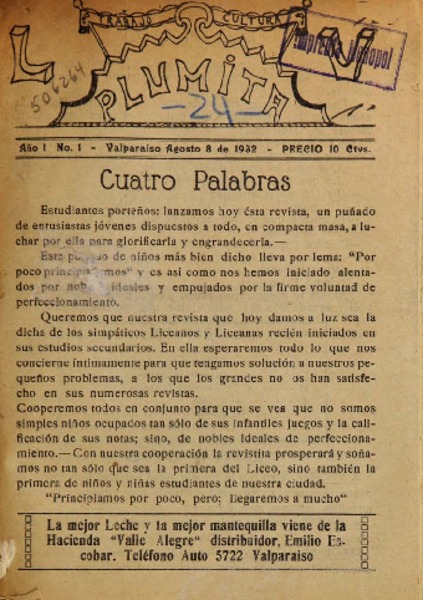 TRABAJO CULTURA
L N
PLUMITA
Imprenta
506264
-24-
Año I No. 1 - Valparaiso Agosto 8 de 1932 - PRECIO 10 Ctvs.
Cuatro Palabras
Estudiantes porteños: lanzamos hoy ésta revista, un puñado
de entusiastas jóvenes dispuestos a todo, en compacta masa, a lu-
char por ella para glorificarla y engrandecerla.—
Este de niños más bien dicho lleva por lema: "Por
poco y es asi como nos hemos iniciado alenta-
dos por ideales y empujados por la firme voluntad de
perfeccionamiento.
Queremos que nuestra revista que hoy damos a luz sea la
dicha de los simpáticos Liceanos y Liceanas recién iniciados en
sus estudios secundarios. En ella esperaremos todo lo que nos
concierne íntimamente para que tengamos solución a nuestros pe-
queños problemas, a los que los grandes no os han satisfe-
cho en sus numerosas revistas.
Cooperemos todos en conjunto para que se vea que no somos
simples niños ocupados tan sólo de sus infantiles juegos y la cali-
ficación de sus notas; sino, de nobles ideales de perfecciona-
miento.—Con nuestra cooperación la revistita prosperará y soña-
mos no tan sólo que sea la primera del Liceo, sino también la
primera de niños y niñas estudiantes de nuestra ciudad.
"Principiamos por poco, pero; llegaremos a mucho"
La mejor Leche y ta mejor mantequilla viene de la
Hacienda "Valle Alegre" distribuidor, Emilio Es-
cobar. Teléfono Auto 5722 Valparaiso